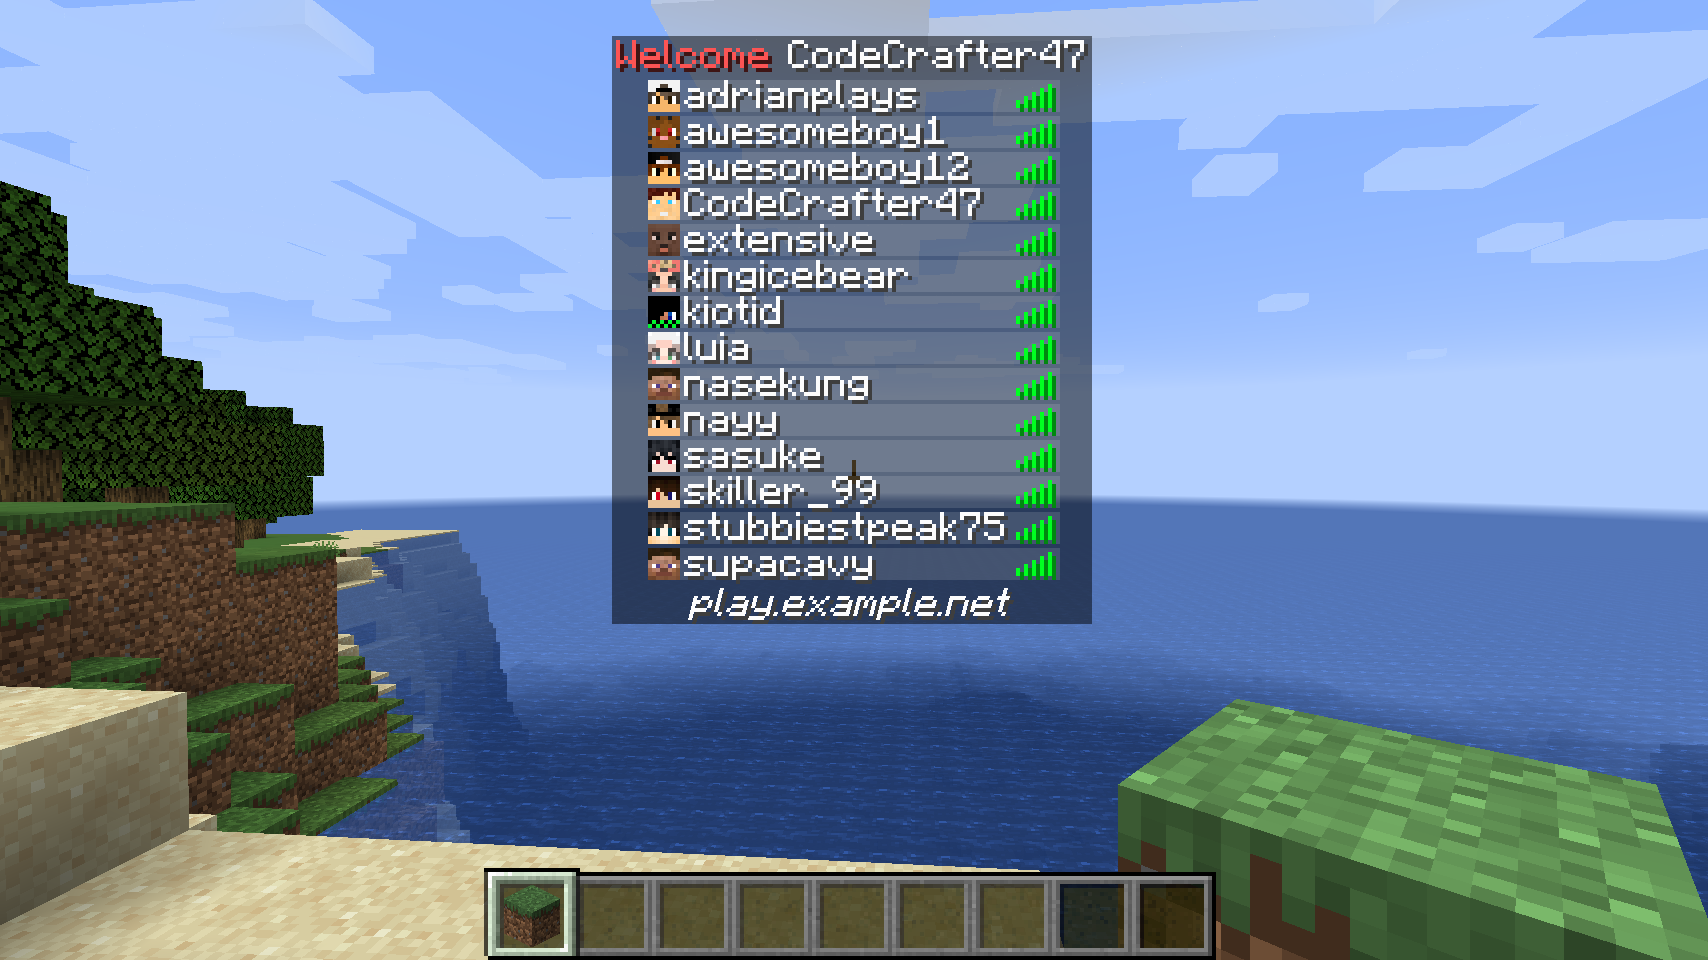 Welcome CodeCrafter47
adrianplays
awesomeboy1
awesomeboy12
CodeCrafter47
extensive
kingicebear
kiotid
luia
nasekung
nayy
sasuke
skiller_99
stubbiestpeak75
supacavy
play.example.net